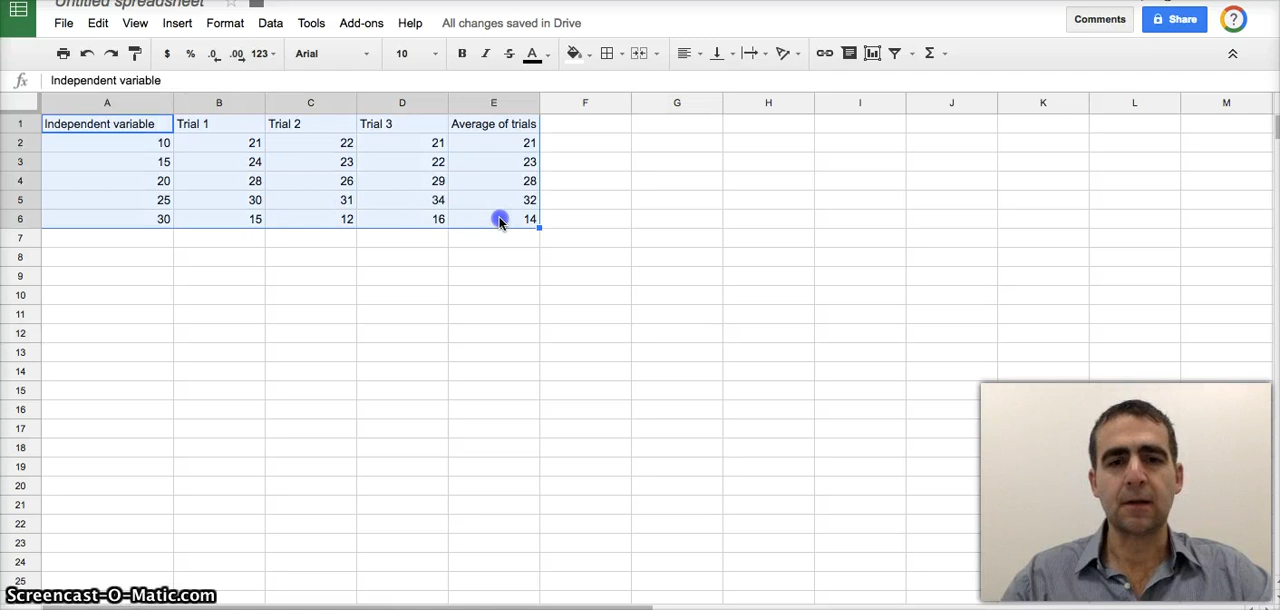 Untitled spreadsheet
File Edit View Insert Format Data Tools Add-ons Help All changes saved in Drive
Comments Share ?
$ % .0 .00 123 Arial 10 B I S A Σ
fx Independent variable
A B C D E F G H I J K L M
1 Independent variable Trial 1 Trial 2 Trial 3 Average of trials
2 10 21 22 21 21
3 15 24 23 22 23
4 20 28 26 29 28
5 25 30 31 34 32
6 30 15 12 16 14
7
8
9
10
11
12
13
14
15
16
17
18
19
20
21
22
23
24
25
Screencast-O-Matic.com